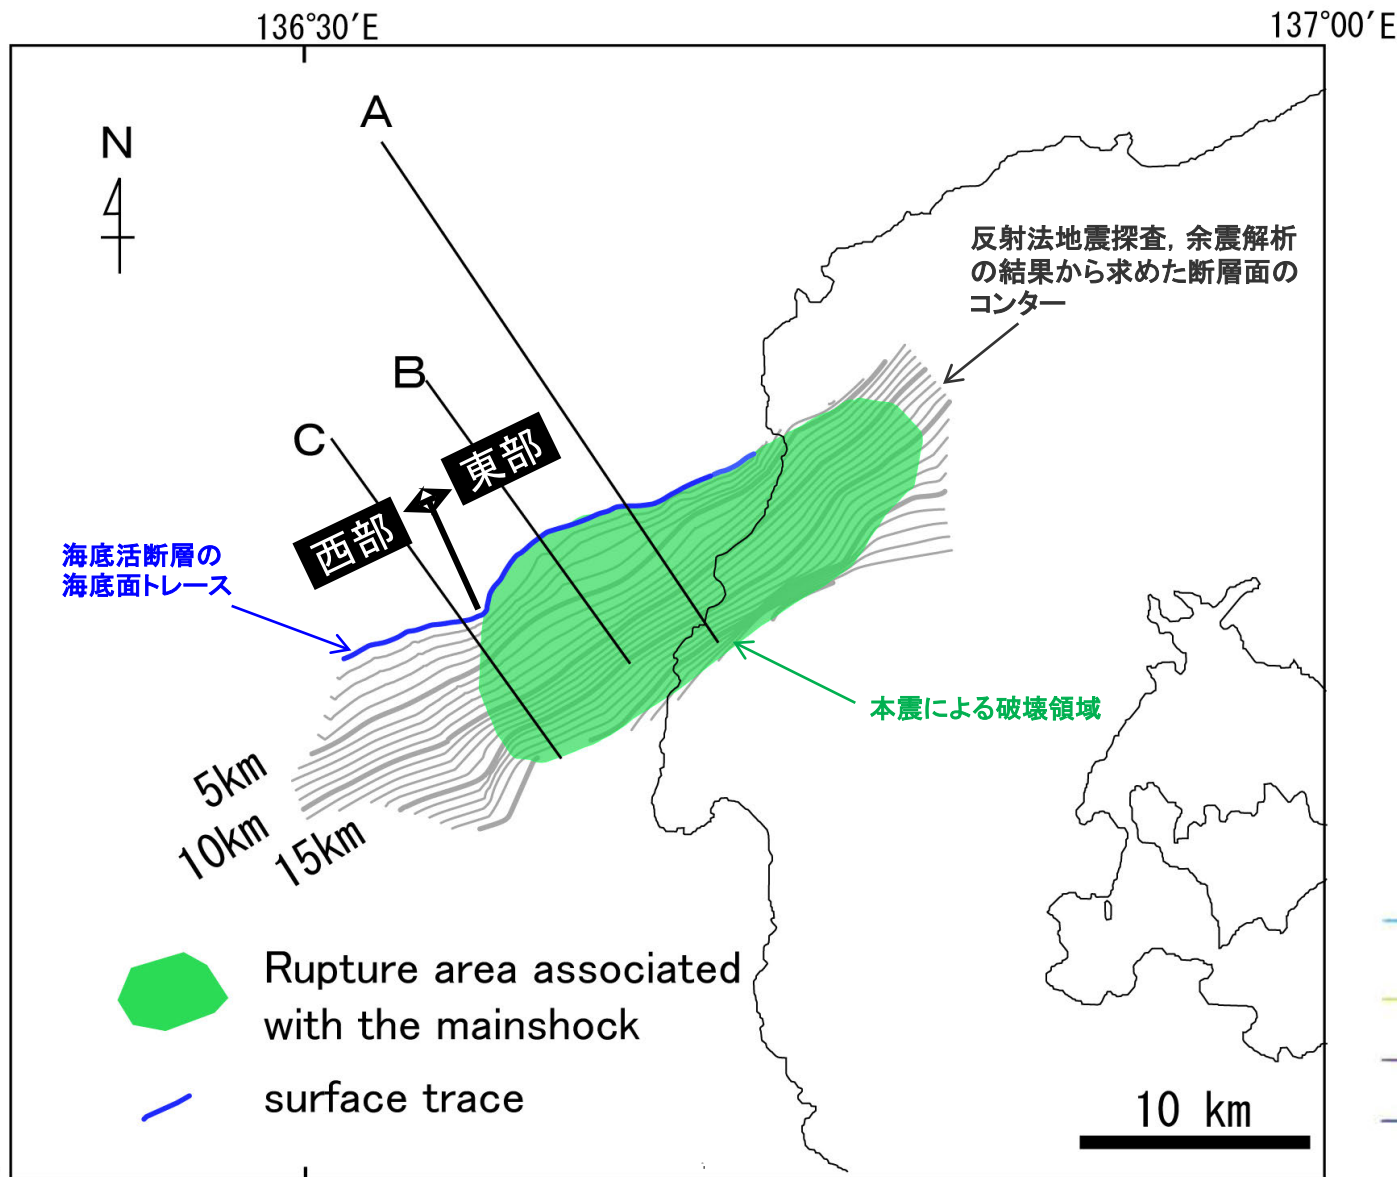 136°30′E
137°00′E
A
N
反射法地震探査，余震解析
の結果から求めた断層面の
コンター
B
東部
C
西部
海底活断層の
海底面トレース
本震による破壊領域
5km
10km
15km
Rupture area associated
with the mainshock
surface trace
10 km